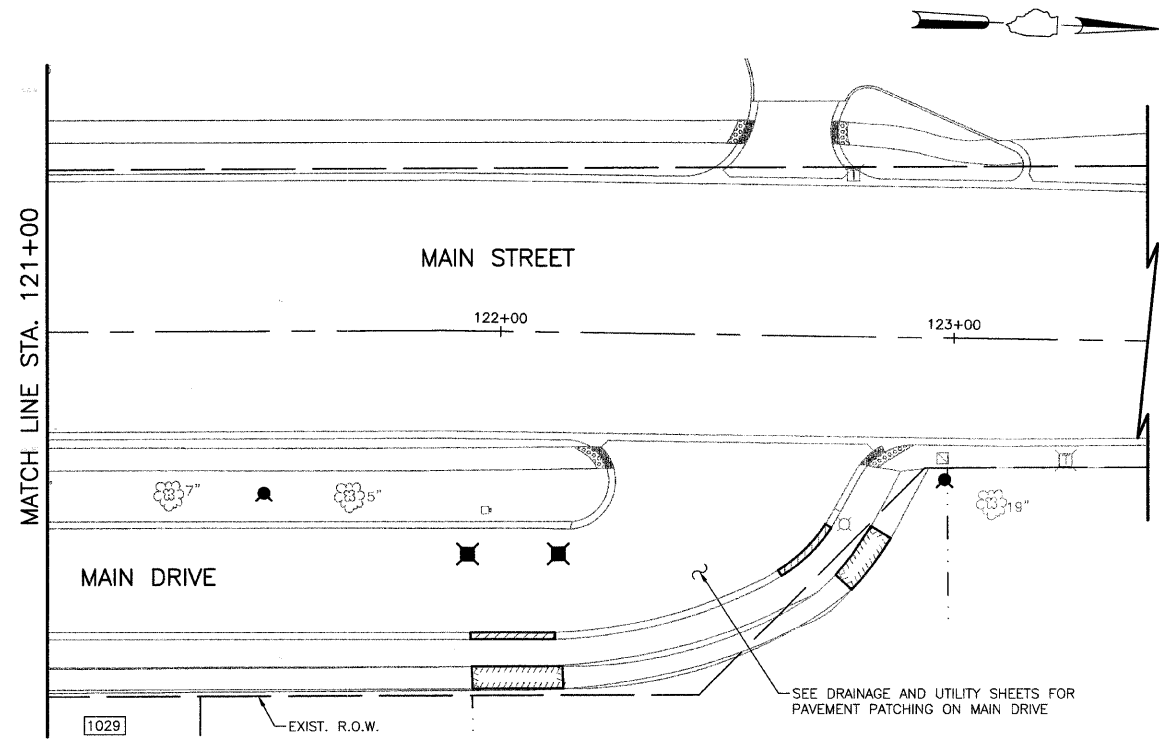 MATCH LINE STA. 121+00
MAIN STREET
122+00
123+00
7"
5"
19"
MAIN DRIVE
1029
EXIST. R.O.W.
SEE DRAINAGE AND UTILITY SHEETS FOR
PAVEMENT PATCHING ON MAIN DRIVE